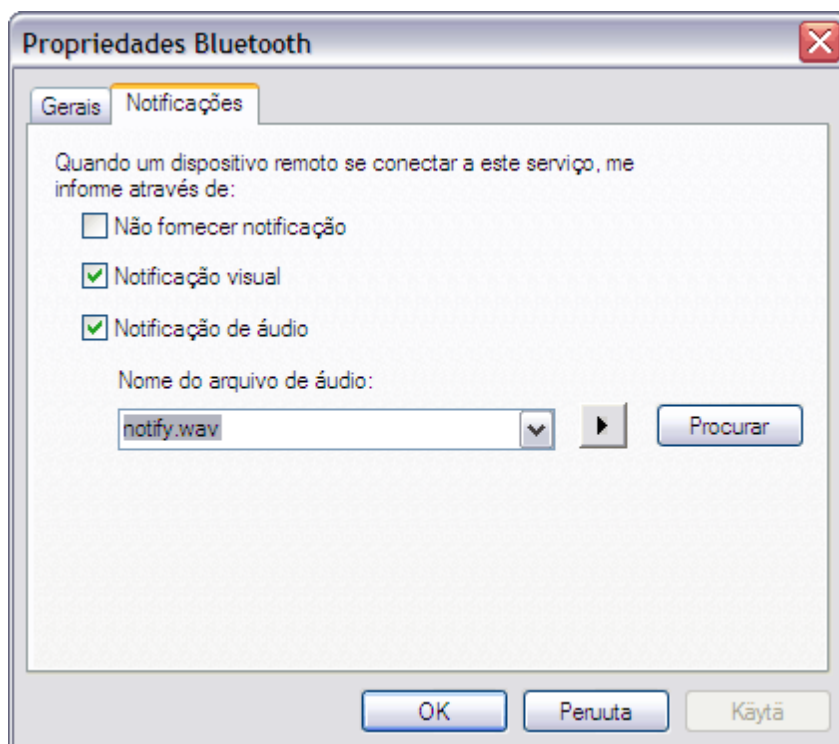 Propriedades Bluetooth
Gerais
Notificações
Quando um dispositivo remoto se conectar a este serviço, me
informe através de:
Não fornecer notificação
Notificação visual
Notificação de áudio
Nome do arquivo de áudio:
notify.wav
Procurar
OK
Peruuta
Käytä